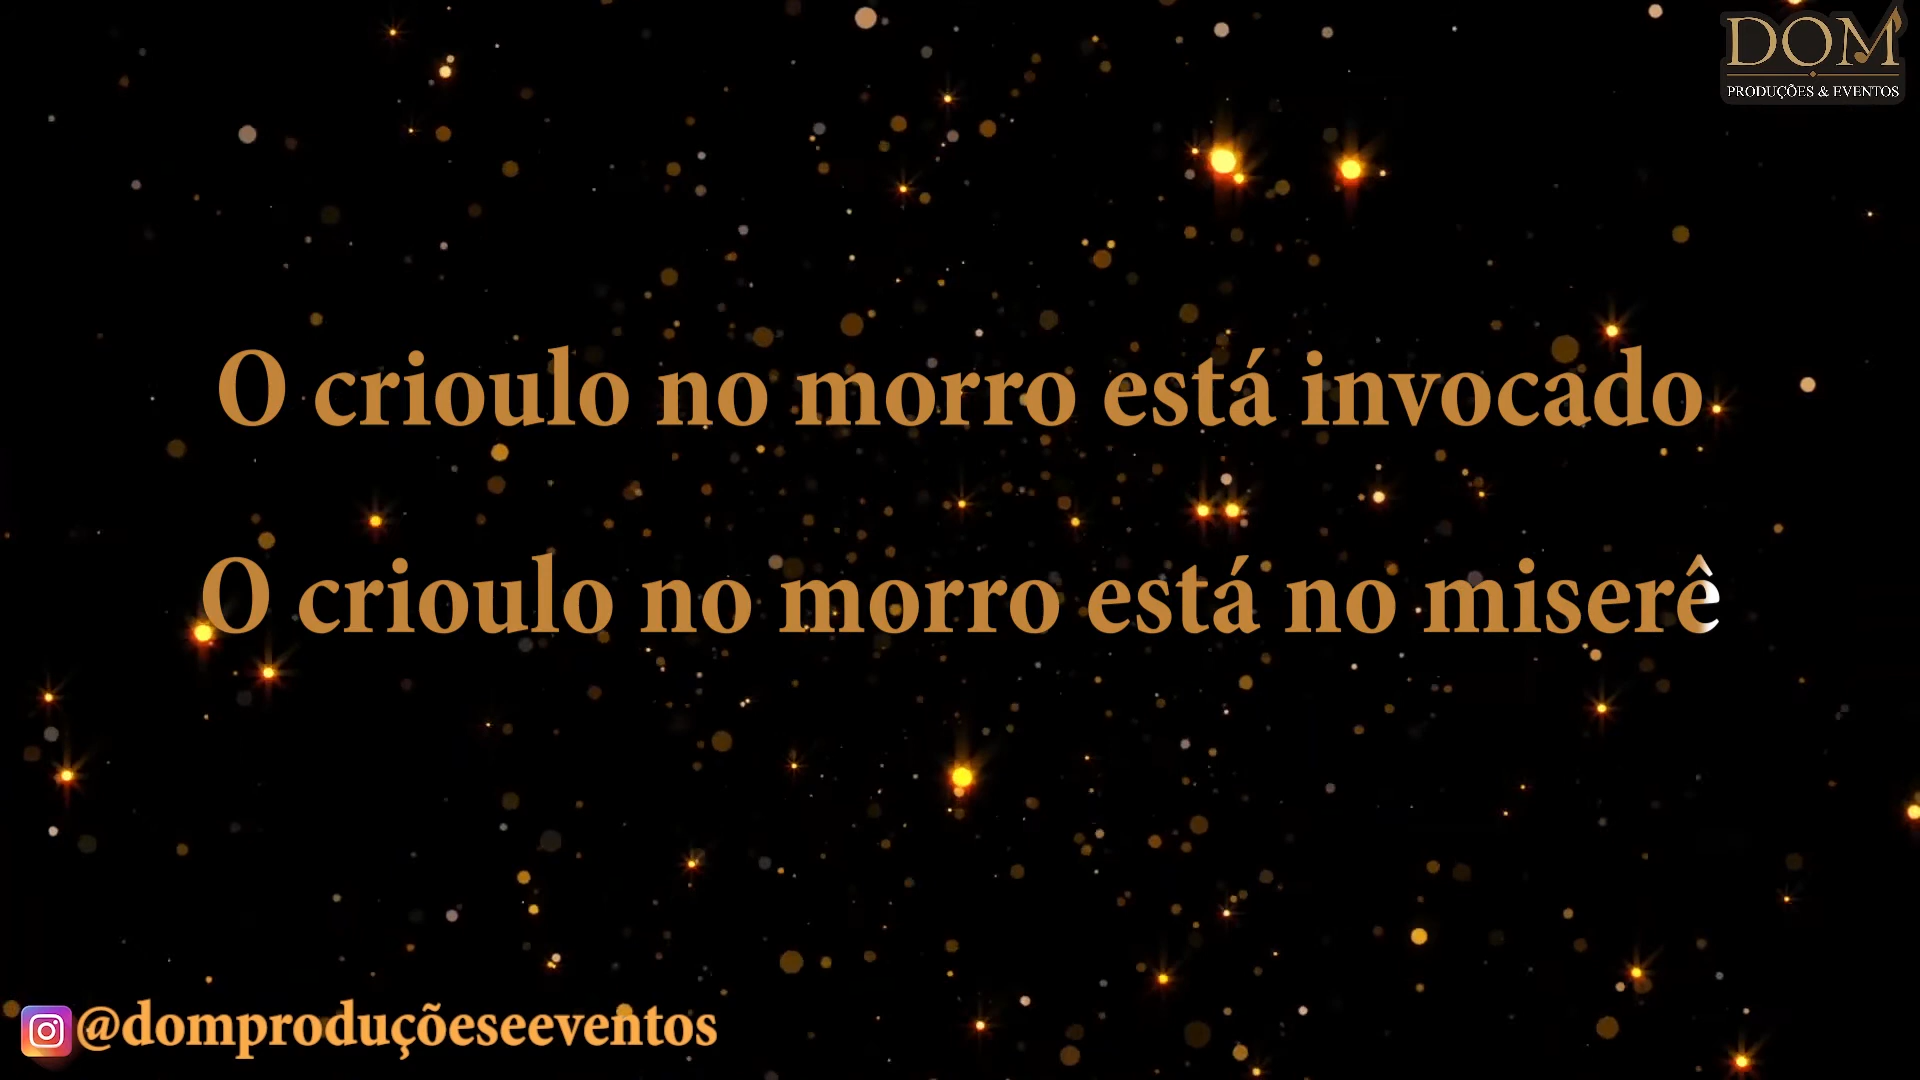 DOM
PRODUÇÕES & EVENTOS
O crioulo no morro está invocado
O crioulo no morro está no miserê
@domproduçõeseeventos